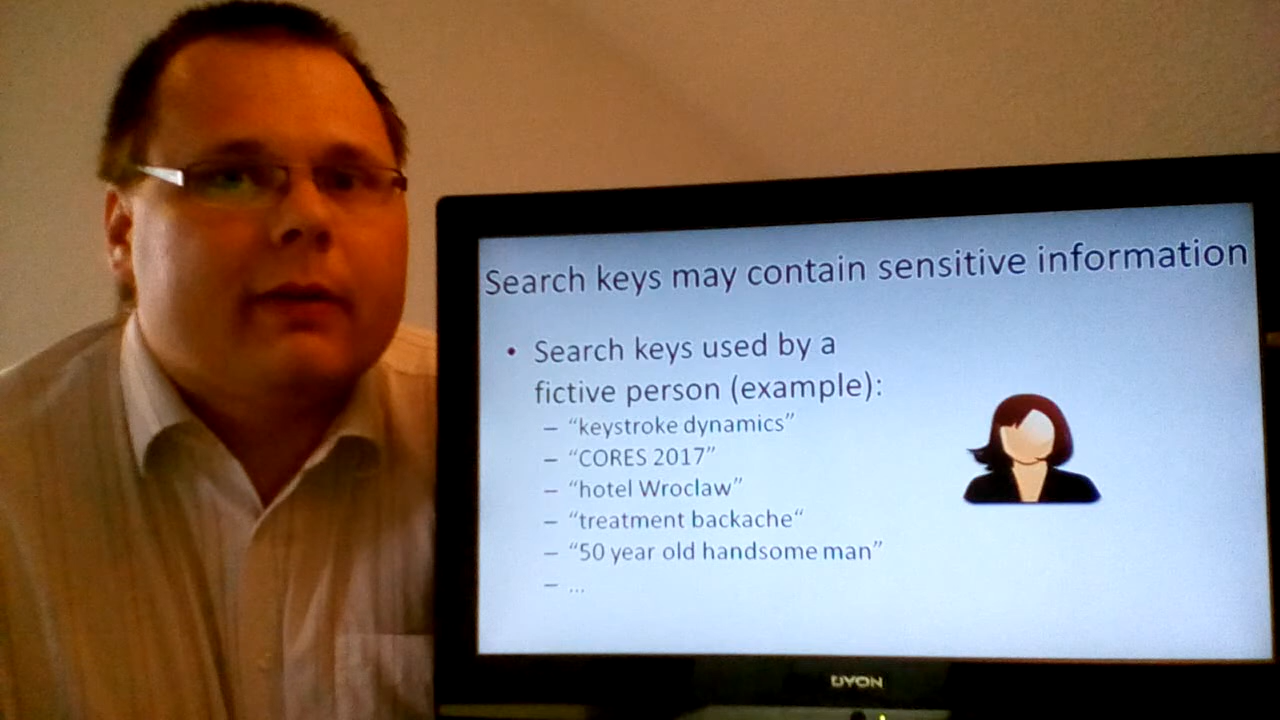 Search keys may contain sensitive information
• Search keys used by a
fictive person (example):
– “keystroke dynamics”
– “CORES 2017”
– “hotel Wroclaw”
– “treatment backache“
– “50 year old handsome man”
– ...
DYON